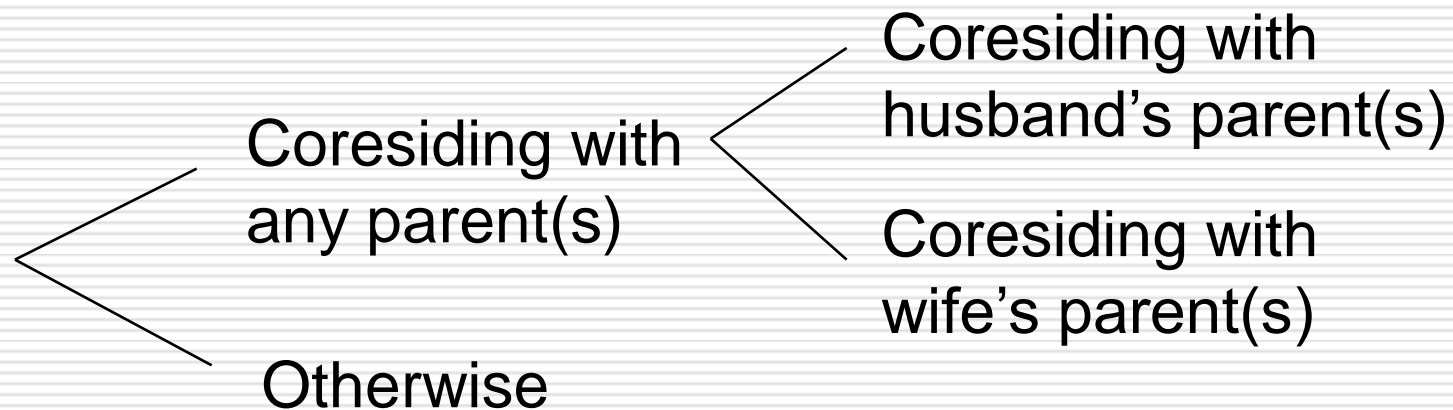 Coresiding with
any parent(s)
Otherwise
Coresiding with
husband’s parent(s)
Coresiding with
wife’s parent(s)